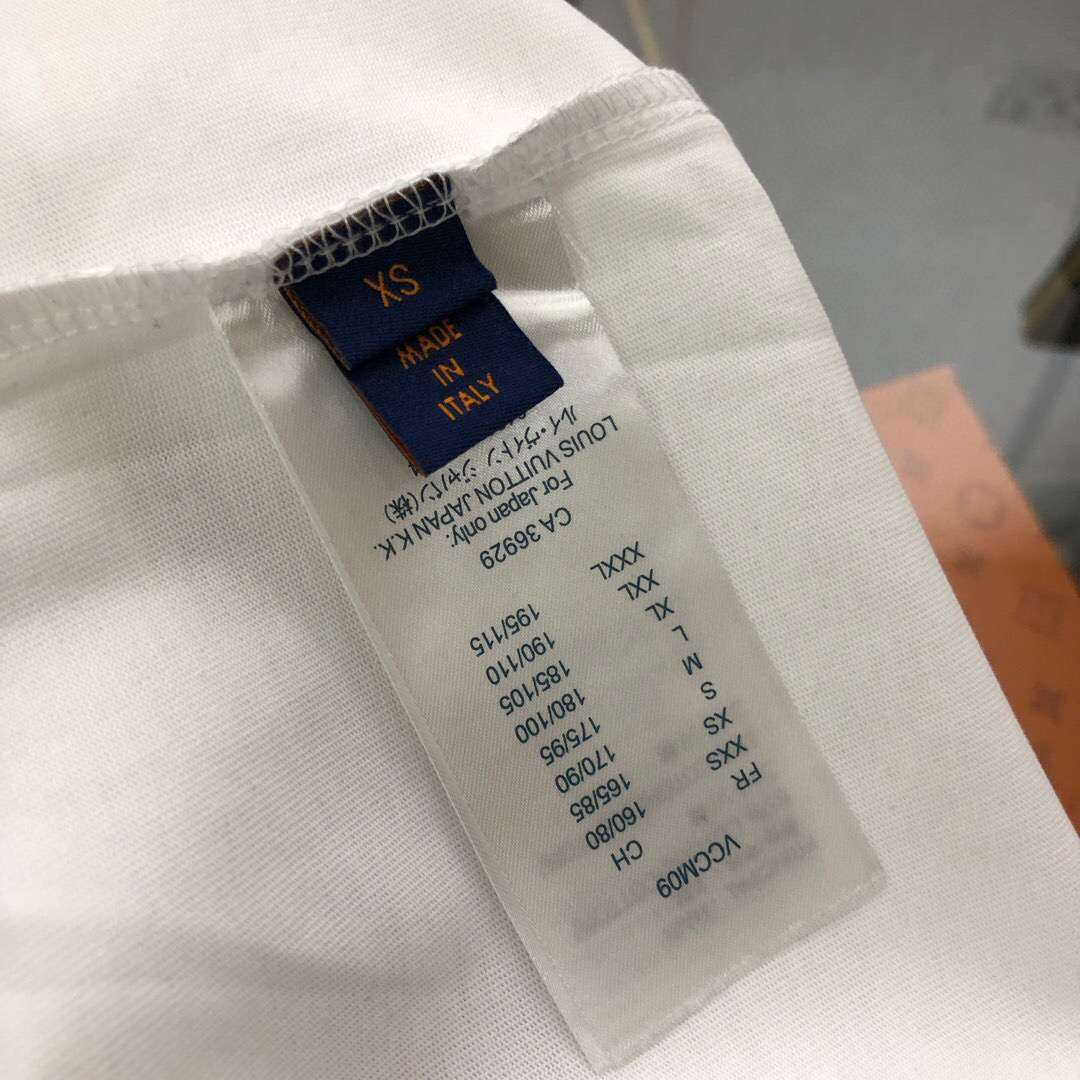 XS
MADE
IN
ITALY
VCCM09
FR CH
XXS 160/80
XS 165/85
S 170/90
M 175/95
L 180/100
XL 185/105
XXL 190/110
XXXL 195/115
CA 36929
For Japan only:
LOUIS VUITTON JAPAN K.K.
ルイ・ヴィトン ジャパン(株)